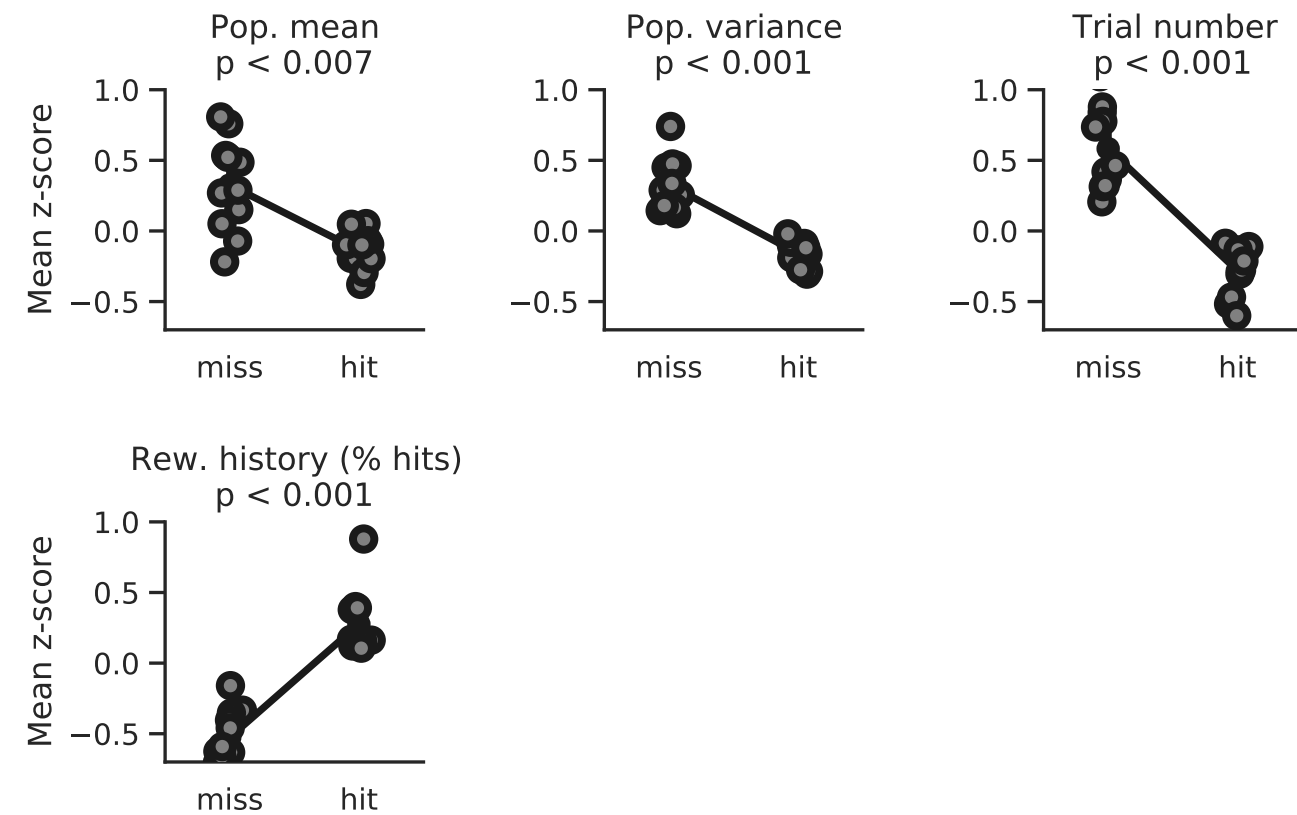 Pop. mean
p < 0.007
Pop. variance
p < 0.001
Trial number
p < 0.001
Mean z-score
1.0
0.5
0.0
−0.5
miss
hit
1.0
0.5
0.0
−0.5
miss
hit
1.0
0.5
0.0
−0.5
miss
hit
Rew. history (% hits)
p < 0.001
Mean z-score
1.0
0.5
0.0
−0.5
miss
hit